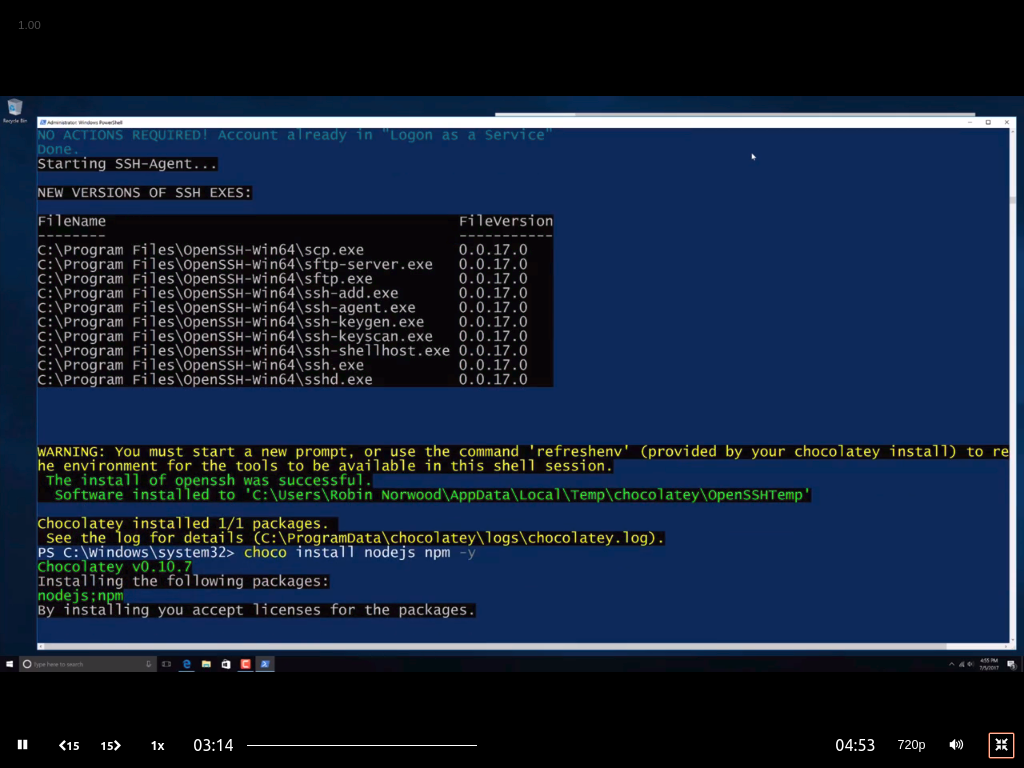 1.00
Recycle Bin
Administrator: Windows PowerShell
NO ACTIONS REQUIRED! Account already in "Logon as a Service"
Done.
Starting SSH-Agent...
NEW VERSIONS OF SSH EXES:
FileName FileVersion
-------- -----------
C:\Program Files\OpenSSH-Win64\scp.exe 0.0.17.0
C:\Program Files\OpenSSH-Win64\sftp-server.exe 0.0.17.0
C:\Program Files\OpenSSH-Win64\sftp.exe 0.0.17.0
C:\Program Files\OpenSSH-Win64\ssh-add.exe 0.0.17.0
C:\Program Files\OpenSSH-Win64\ssh-agent.exe 0.0.17.0
C:\Program Files\OpenSSH-Win64\ssh-keygen.exe 0.0.17.0
C:\Program Files\OpenSSH-Win64\ssh-keyscan.exe 0.0.17.0
C:\Program Files\OpenSSH-Win64\ssh-shellhost.exe 0.0.17.0
C:\Program Files\OpenSSH-Win64\ssh.exe 0.0.17.0
C:\Program Files\OpenSSH-Win64\sshd.exe 0.0.17.0
WARNING: You must start a new prompt, or use the command 'refreshenv' (provided by your chocolatey install) to re
he environment for the tools to be available in this shell session.
The install of openssh was successful.
Software installed to 'C:\Users\Robin Norwood\AppData\Local\Temp\chocolatey\OpenSSHTemp'
Chocolatey installed 1/1 packages.
See the log for details (C:\ProgramData\chocolatey\logs\chocolatey.log).
PS C:\Windows\system32> choco install nodejs npm -y
Chocolatey v0.10.7
Installing the following packages:
nodejs;npm
By installing you accept licenses for the packages.
Type here to search
4:55 PM
7/5/2017
15 15 1x 03:14 04:53 720p